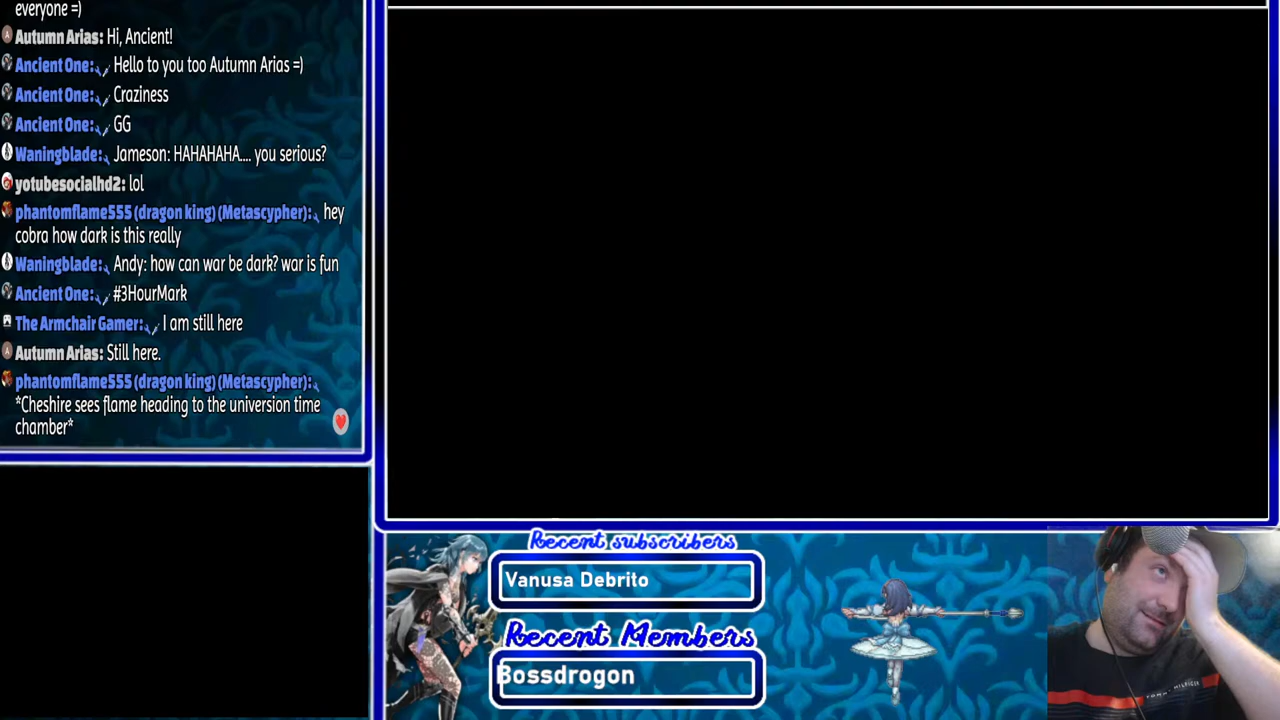 everyone =)
Autumn Arias: Hi, Ancient!
Ancient One: Hello to you too Autumn Arias =)
Ancient One: Craziness
Ancient One: GG
Waningblade: Jameson: HAHAHAHA.... you serious?
yotubesocialhd2: lol
phantomflame555 (dragon king) (Metascypher): hey
cobra how dark is this really
Waningblade: Andy: how can war be dark? war is fun
Ancient One: #3HourMark
The Armchair Gamer: I am still here
Autumn Arias: Still here.
phantomflame555 (dragon king) (Metascypher):
*Cheshire sees flame heading to the universion time
chamber*
Recent subscribers
Vanusa Debrito
Recent Members
Bossdrogon